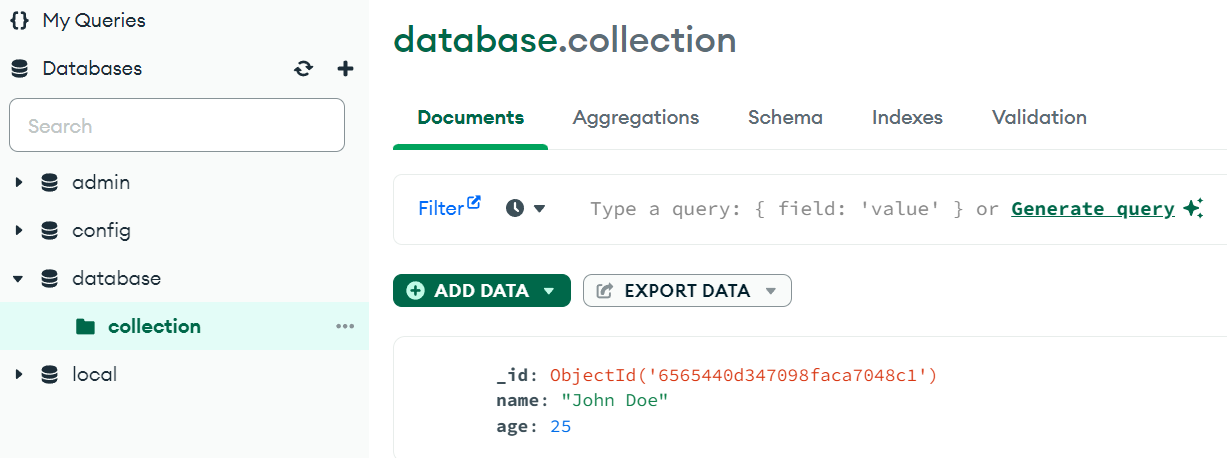 My Queries
Databases
Search
admin
config
database
collection
local
database.collection
Documents Aggregations Schema Indexes Validation
Filter Type a query: { field: 'value' } or Generate query
ADD DATA EXPORT DATA
_id: ObjectId('6565440d347098faca7048c1')
name: "John Doe"
age: 25